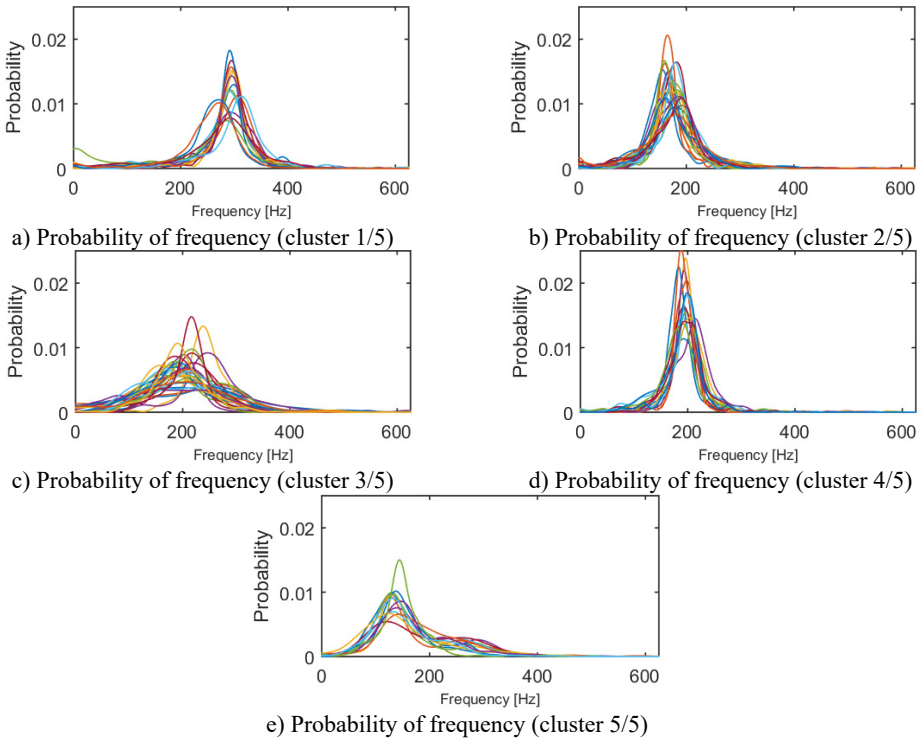 0.02
0.01
0
Probability
0 200 400 600
Frequency [Hz]
a) Probability of frequency (cluster 1/5)
0.02
0.01
0
Probability
0 200 400 600
Frequency [Hz]
b) Probability of frequency (cluster 2/5)
0.02
0.01
0
Probability
0 200 400 600
Frequency [Hz]
c) Probability of frequency (cluster 3/5)
0.02
0.01
0
Probability
0 200 400 600
Frequency [Hz]
d) Probability of frequency (cluster 4/5)
0.02
0.01
0
Probability
0 200 400 600
Frequency [Hz]
e) Probability of frequency (cluster 5/5)